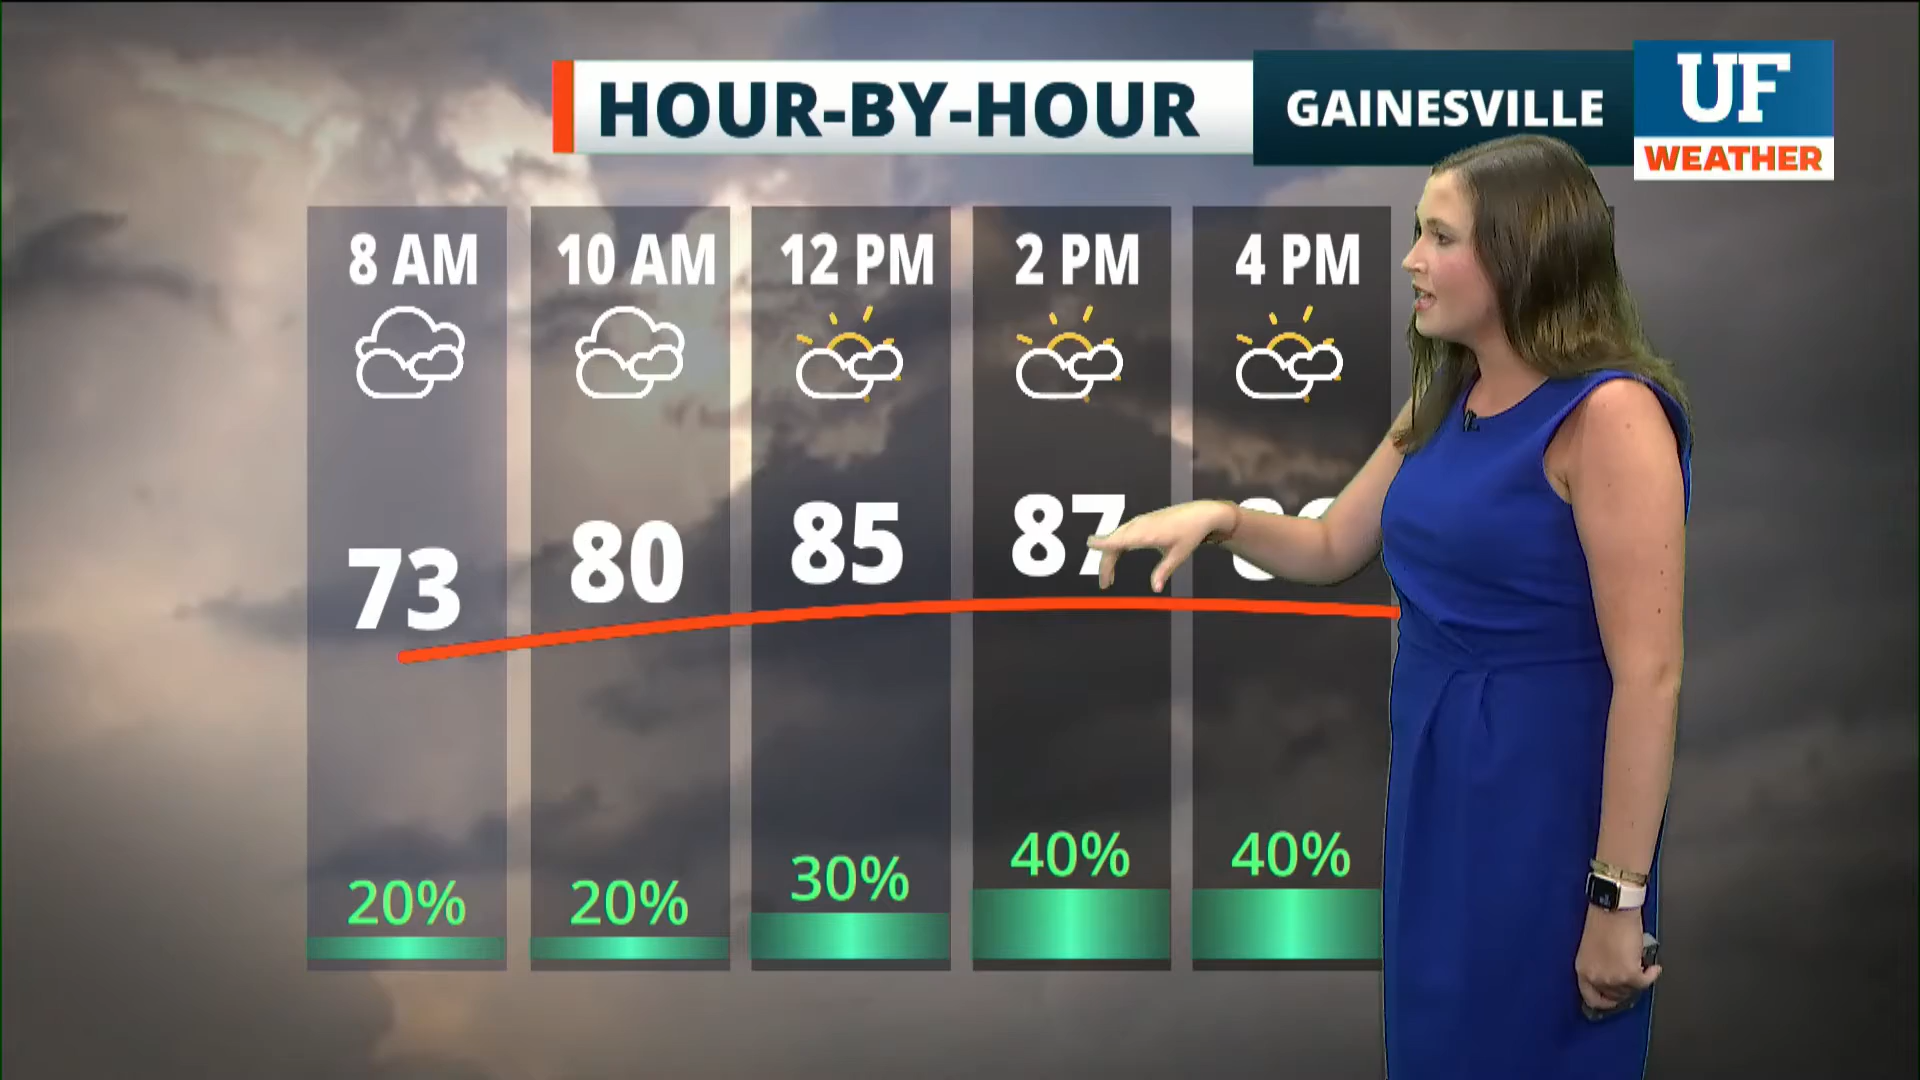 HOUR-BY-HOUR
GAINESVILLE
UF
WEATHER
8 AM
10 AM
12 PM
2 PM
4 PM
73
80
85
87
20%
20%
30%
40%
40%